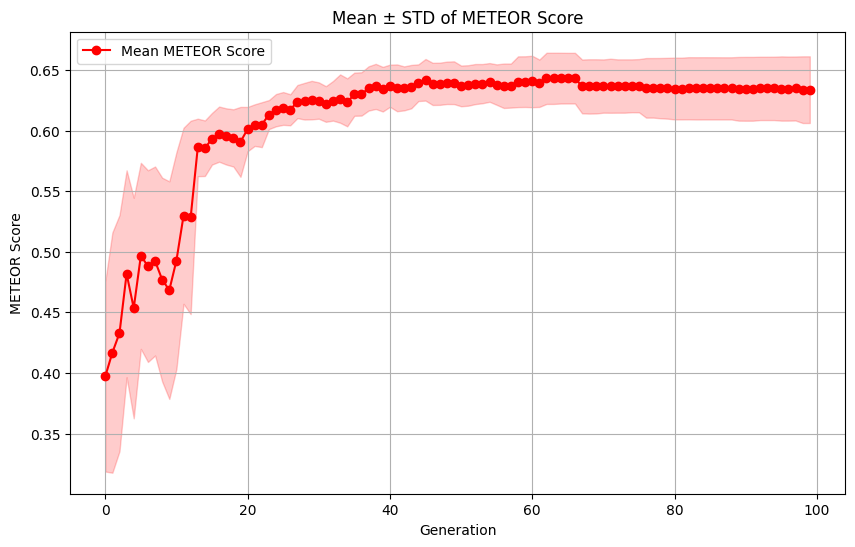 Mean ± STD of METEOR Score
Mean METEOR Score
METEOR Score
0.65
0.60
0.55
0.50
0.45
0.40
0.35
0 20 40 60 80 100
Generation